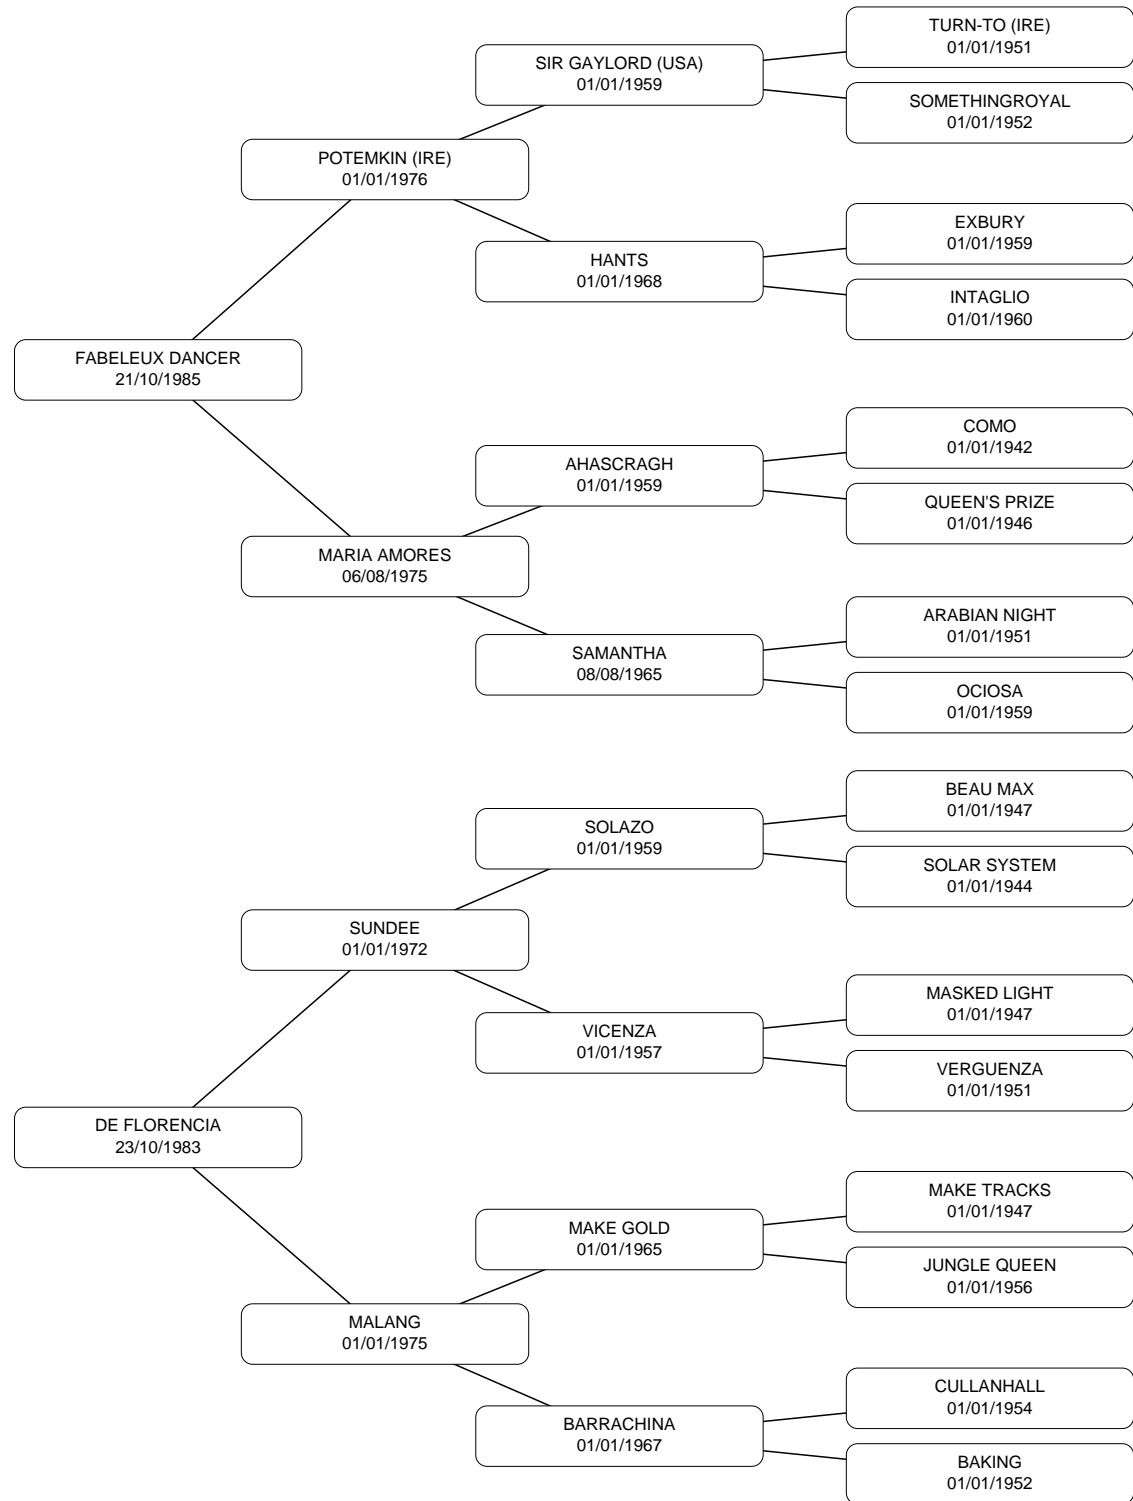 TURN-TO (IRE)
01/01/1951
SIR GAYLORD (USA)
01/01/1959
SOMETHINGROYAL
01/01/1952
POTEMKIN (IRE)
01/01/1976
EXBURY
01/01/1959
HANTS
01/01/1968
INTAGLIO
01/01/1960
FABELEUX DANCER
21/10/1985
COMO
01/01/1942
AHASCRAGH
01/01/1959
QUEEN'S PRIZE
01/01/1946
MARIA AMORES
06/08/1975
ARABIAN NIGHT
01/01/1951
SAMANTHA
08/08/1965
OCIOSA
01/01/1959
BEAU MAX
01/01/1947
SOLAZO
01/01/1959
SOLAR SYSTEM
01/01/1944
SUNDEE
01/01/1972
MASKED LIGHT
01/01/1947
VICENZA
01/01/1957
VERGUENZA
01/01/1951
DE FLORENCIA
23/10/1983
MAKE TRACKS
01/01/1947
MAKE GOLD
01/01/1965
JUNGLE QUEEN
01/01/1956
MALANG
01/01/1975
CULLANHALL
01/01/1954
BARRACHINA
01/01/1967
BAKING
01/01/1952